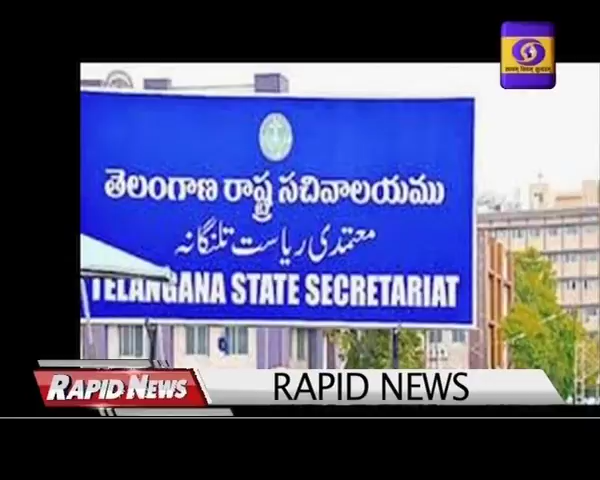 తెలంగాణ రాష్ట్ర సచివాలయము
معتمدی ریاست تلنگانہ
TELANGANA STATE SECRETARIAT
RAPID NEWS
RAPID NEWS